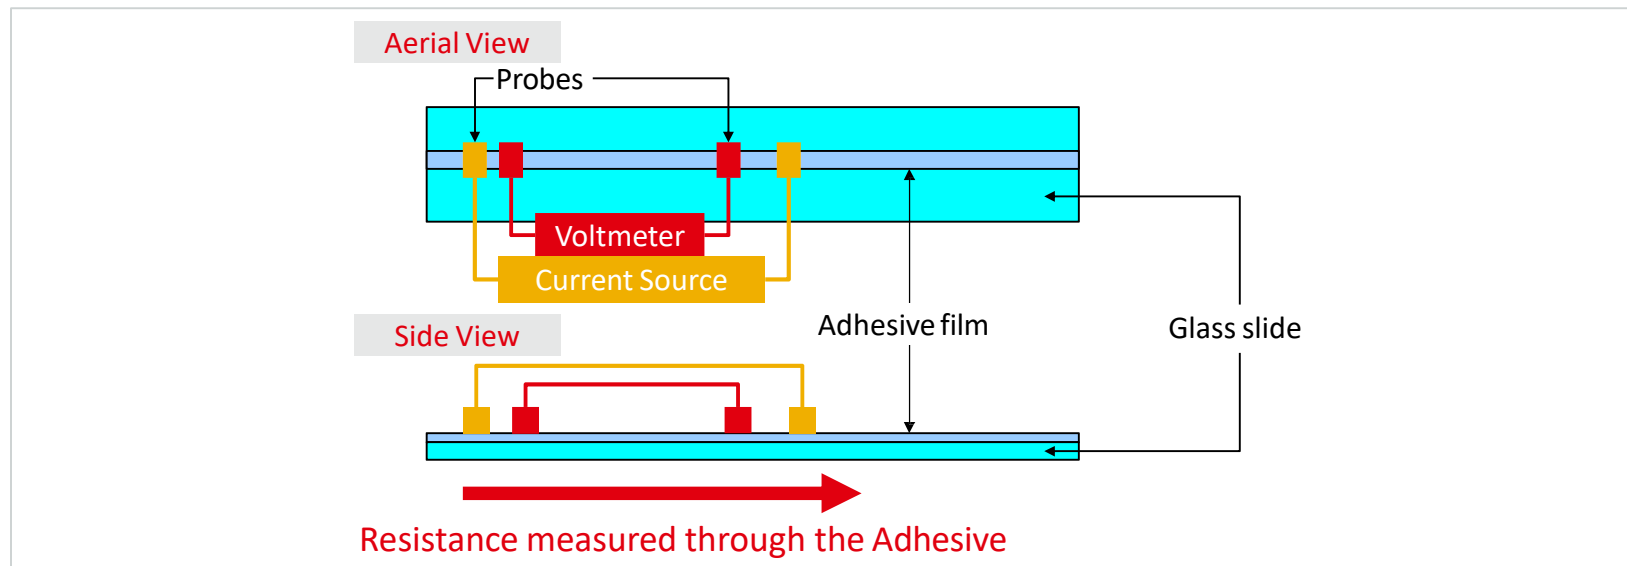 Aerial View
Probes
Voltmeter
Current Source
Side View
Adhesive film
Glass slide
Resistance measured through the Adhesive